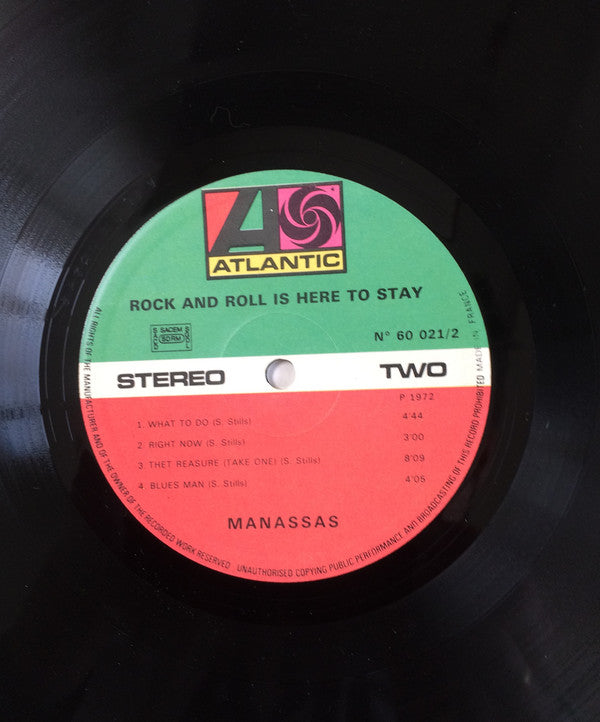 ATLANTIC
ROCK AND ROLL IS HERE TO STAY
SACEM
SDRM
SACD
SGDL
N° 60 021/2
STEREO
TWO
P 1972
1. WHAT TO DO (S. Stills) 4'44
2. RIGHT NOW (S. Stills) 3'00
3. THET REASURE (TAKE ONE) (S. Stills) 8'09
4. BLUES MAN (S. Stills) 4'05
MANASSAS
ALL RIGHTS OF THE MANUFACTURER AND OF THE OWNER OF THE RECORDED WORK RESERVED UNAUTHORISED COPYING PUBLIC PERFORMANCE AND BROADCASTING OF THIS RECORD PROHIBITED MADE IN FRANCE